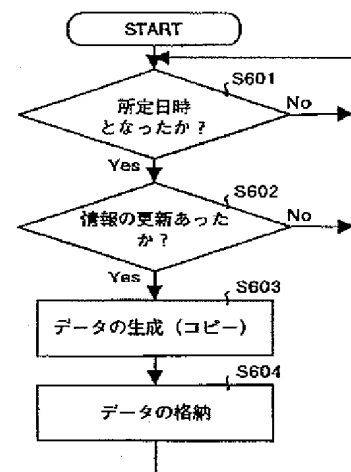 START
S601
所定日時
となったか？
No
Yes
S602
情報の更新あった
か？
No
Yes
S603
データの生成（コピー）
S604
データの格納